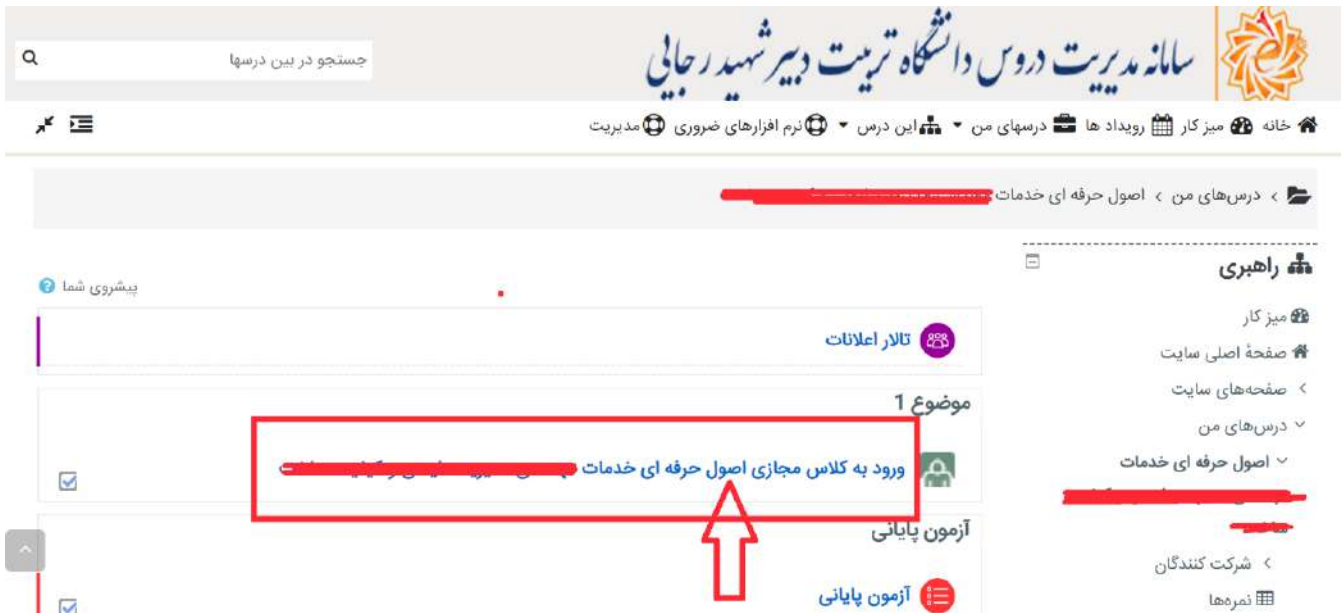 سامانه مدیریت دروس دانشگاه تربیت دبیر شهید رجایی
جستجو در بین درسها
خانه میز کار رویداد ها درسهای من این درس نرم افزارهای ضروری مدیریت
درس‌های من › اصول حرفه ای خدمات
راهبری
میز کار
صفحهٔ اصلی سایت
صفحه‌های سایت
درس‌های من
اصول حرفه ای خدمات
شرکت کنندگان
نمره‌ها
پیشروی شما
تالار اعلانات
موضوع 1
ورود به کلاس مجازی اصول حرفه ای خدمات
آزمون پایانی
آزمون پایانی